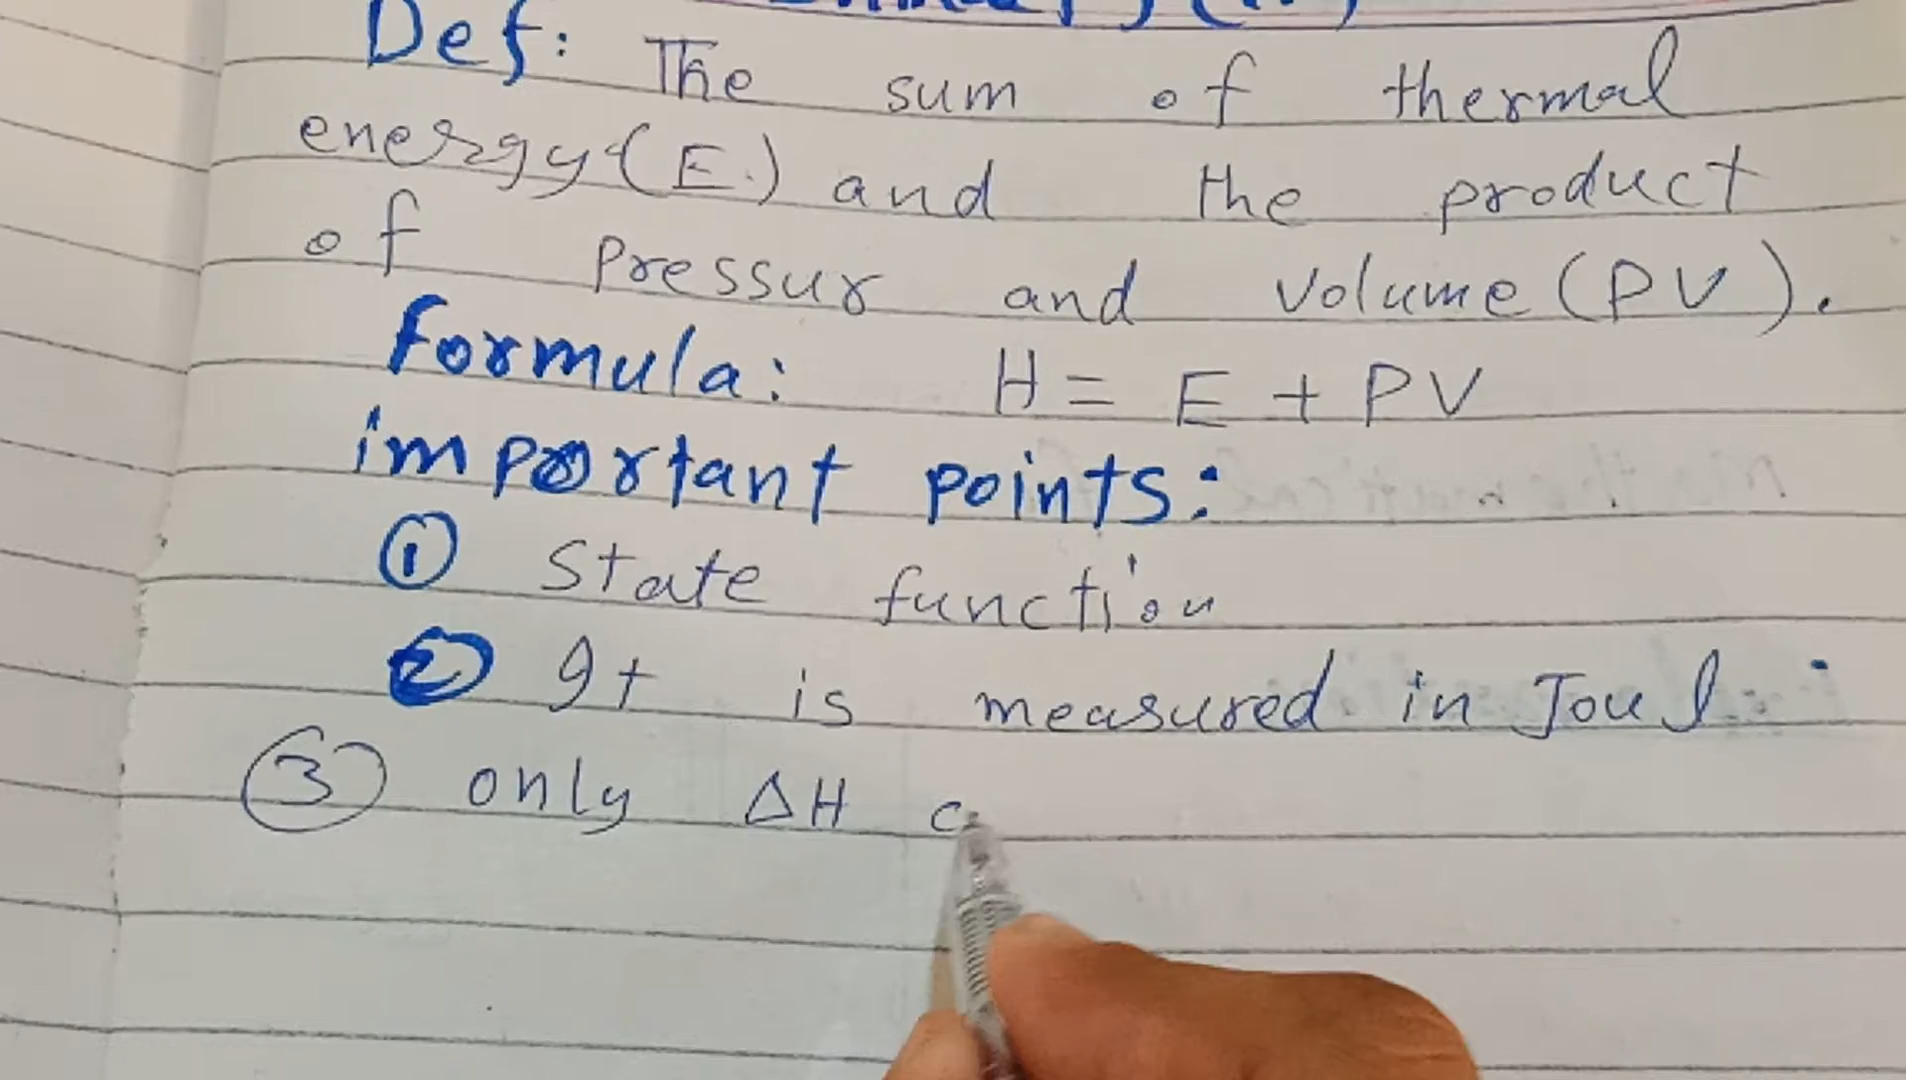 Def: The sum of thermal
energy (E) and the product
of pressur and volume (PV).
formula: H = E + PV
important points:
① State function
② It is measured in Joul
③ only ΔH